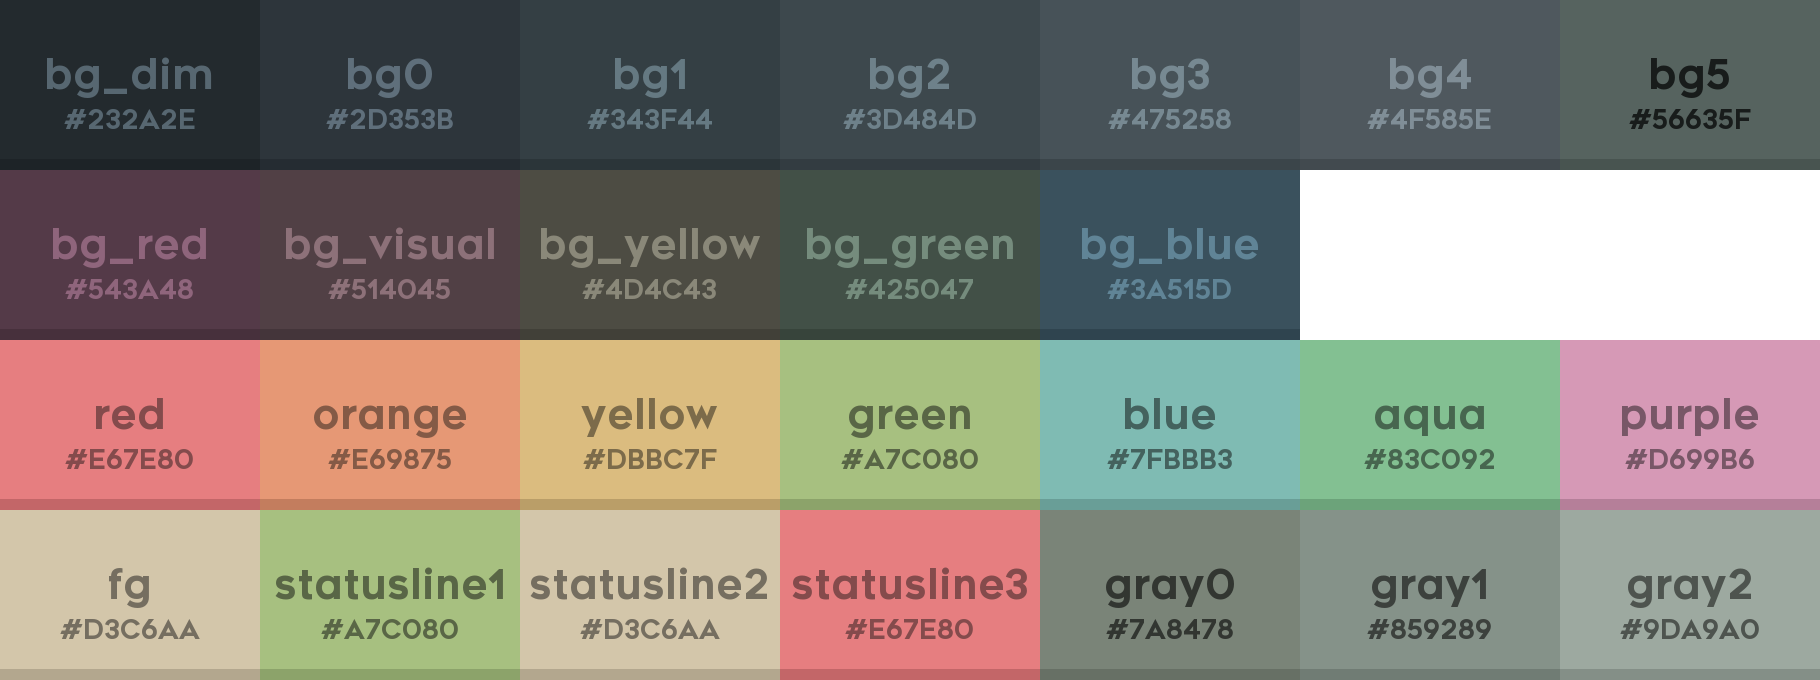 bg_dim bg0 bg1 bg2 bg3 bg4 bg5
#232A2E #2D353B #343F44 #3D484D #475258 #4F585E #56635F
bg_red bg_visual bg_yellow bg_green bg_blue
#543A48 #514045 #4D4C43 #425047 #3A515D
red orange yellow green blue aqua purple
#E67E80 #E69875 #DBBC7F #A7C080 #7FBBB3 #83C092 #D699B6
fg statusline1 statusline2 statusline3 gray0 gray1 gray2
#D3C6AA #A7C080 #D3C6AA #E67E80 #7A8478 #859289 #9DA9A0